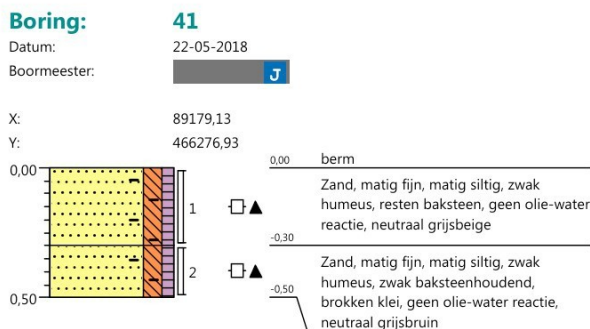 Boring: 41
Datum: 22-05-2018
Boormeester:
J
X: 89179,13
Y: 466276,93
0,00 berm
0,00
Zand, matig fijn, matig siltig, zwak
humeus, resten baksteen, geen olie-water
reactie, neutraal grijsbeige
1
-0,30
Zand, matig fijn, matig siltig, zwak
humeus, zwak baksteenhoudend,
brokken klei, geen olie-water reactie,
neutraal grijsbruin
2
-0,50
0,50